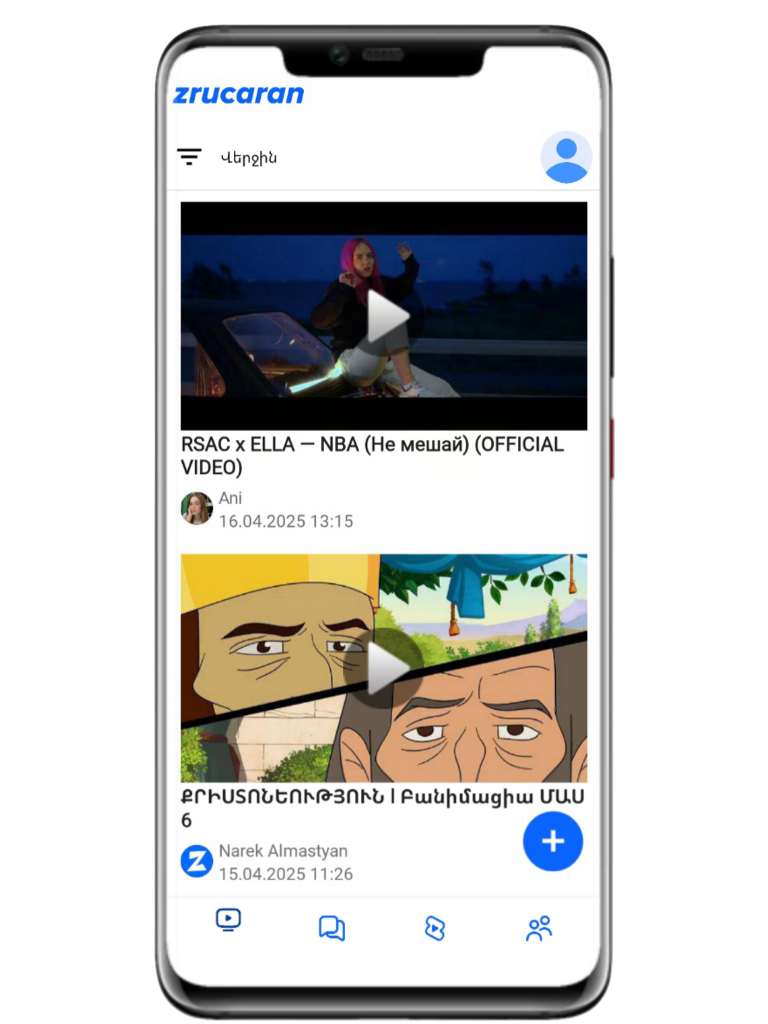 zrucaran
Վերջին
RSAC x ELLA — NBA (Не мешай) (OFFICIAL
VIDEO)
Ani
16.04.2025 13:15
ՔՐԻՍՏՈՆԵՈՒԹՅՈՒՆ | Բանիմացիա ՄԱՍ
6
Narek Almastyan
15.04.2025 11:26